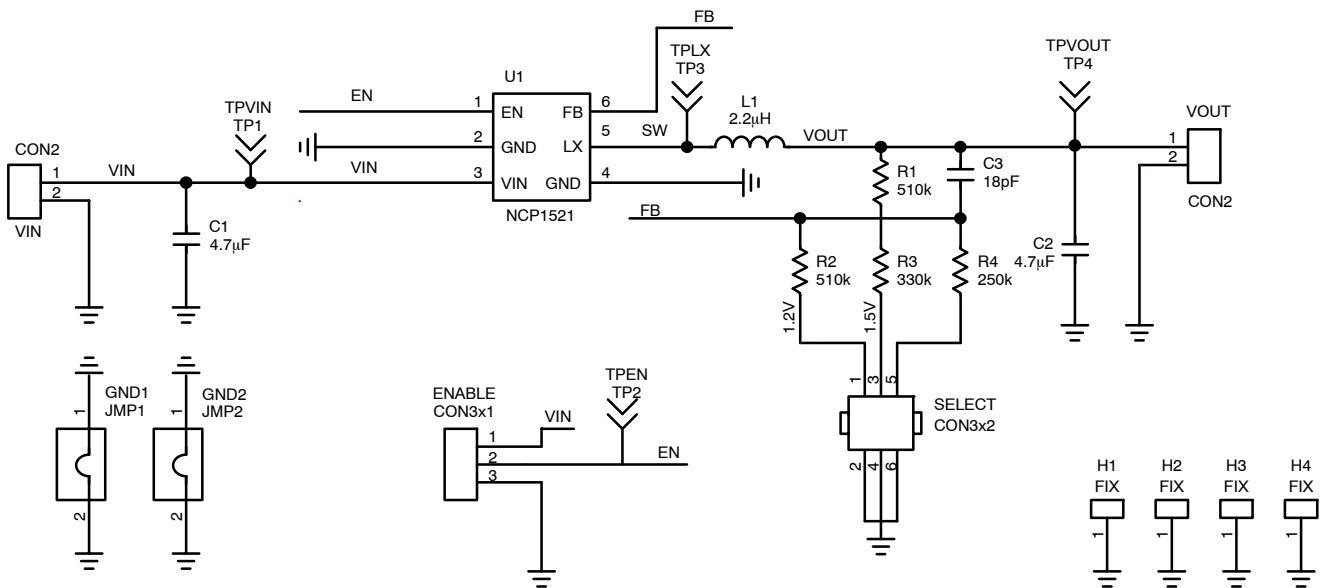 FB
TPLX
TP3
TPVOUT
TP4
U1
TPVIN
TP1
EN
1
EN
FB
6
L1
2.2μH
VOUT
2
GND
LX
5
SW
VOUT
1
2
CON2
CON2
1
2
VIN
VIN
VIN
3
VIN
GND
4
NCP1521
R1
510k
C3
18pF
FB
C1
4.7μF
R2
510k
R3
330k
R4
250k
C2
4.7μF
1.2V
1.5V
GND1
JMP1
1
2
GND2
JMP2
1
2
ENABLE
CON3x1
1
2
3
VIN
TPEN
TP2
EN
1
3
5
SELECT
CON3x2
2
4
6
H1
FIX
1
H2
FIX
1
H3
FIX
1
H4
FIX
1